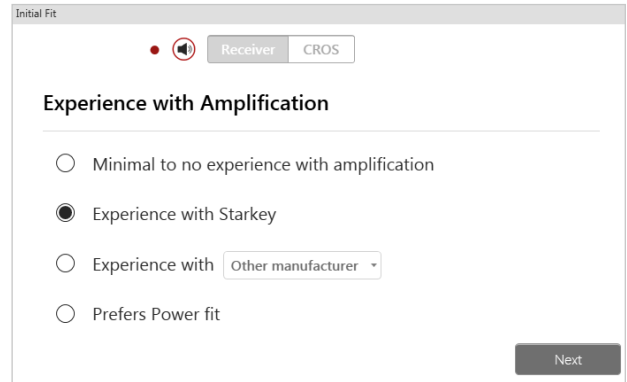 Initial Fit
Receiver CROS
Experience with Amplification
Minimal to no experience with amplification
Experience with Starkey
Experience with Other manufacturer
Prefers Power fit
Next